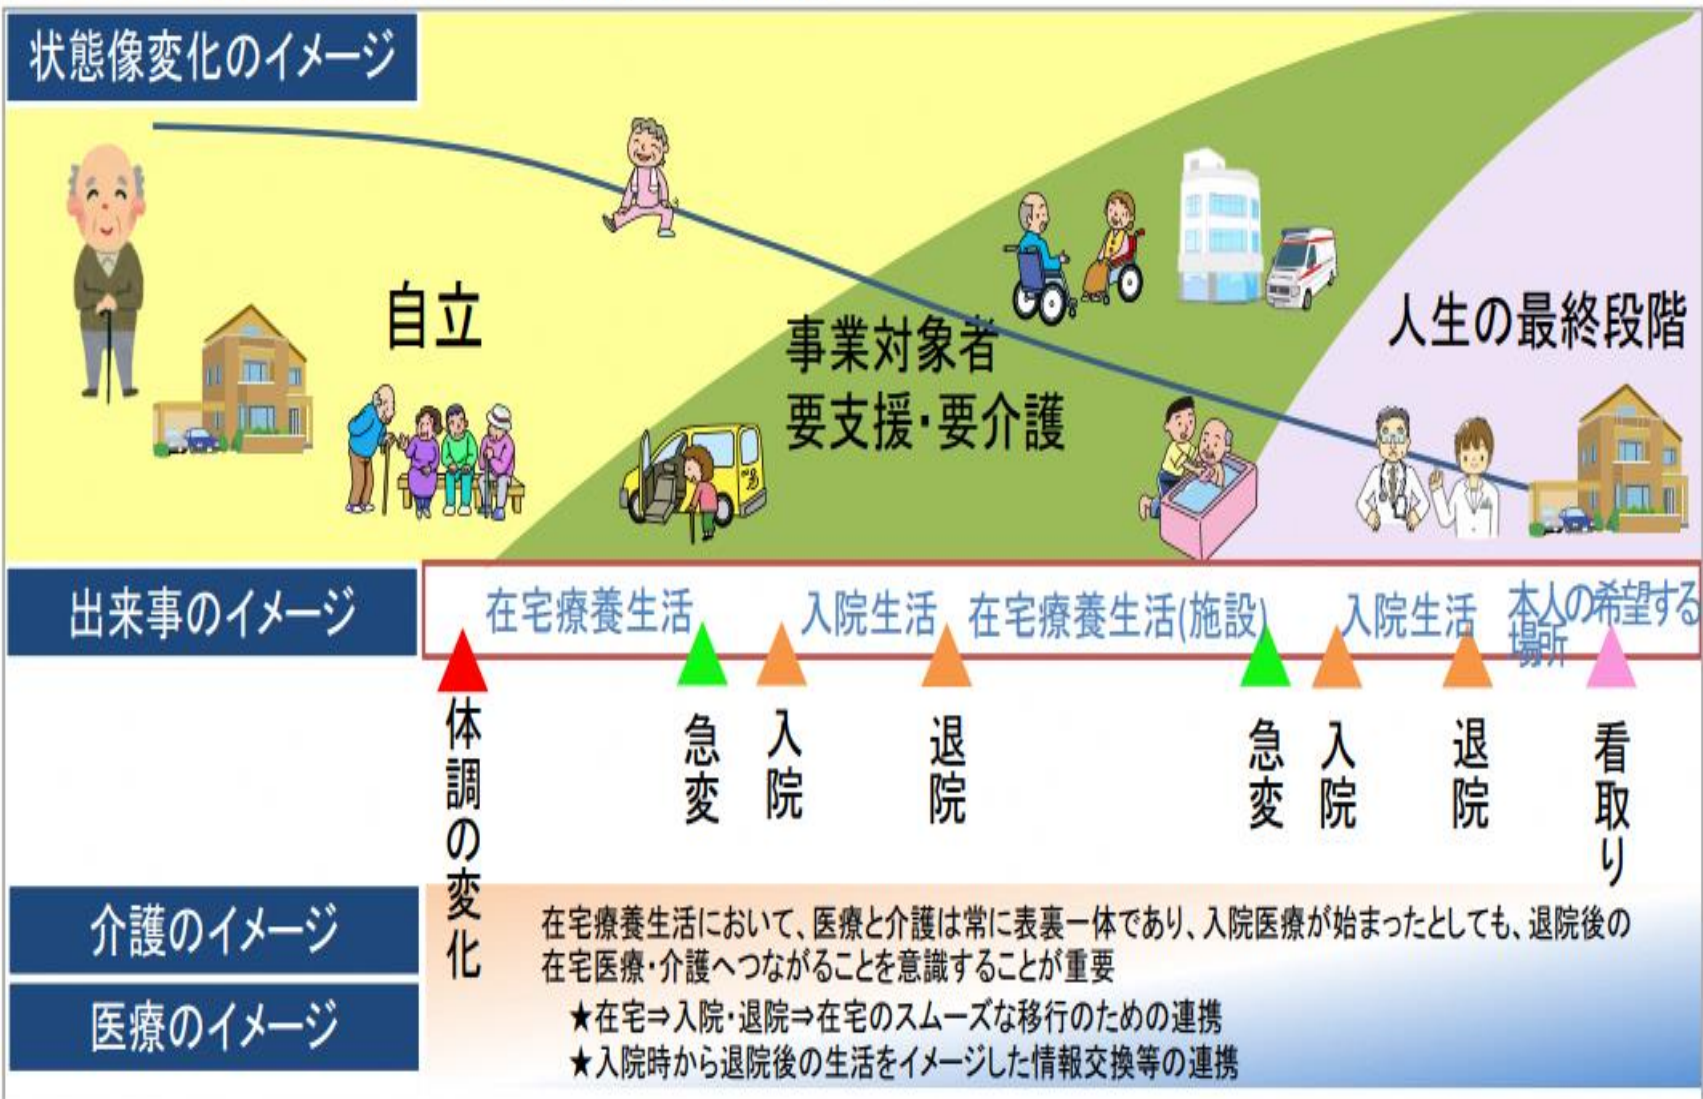 状態像変化のイメージ
自立
事業対象者
要支援・要介護
人生の最終段階
出来事のイメージ
在宅療養生活
入院生活
在宅療養生活(施設)
入院生活
本人の希望する
場所
体調の変化
急変
入院
退院
急変
入院
退院
看取り
介護のイメージ
医療のイメージ
在宅療養生活において、医療と介護は常に表裏一体であり、入院医療が始まったとしても、退院後の
在宅医療・介護へつながることを意識することが重要
★在宅⇒入院・退院⇒在宅のスムーズな移行のための連携
★入院時から退院後の生活をイメージした情報交換等の連携